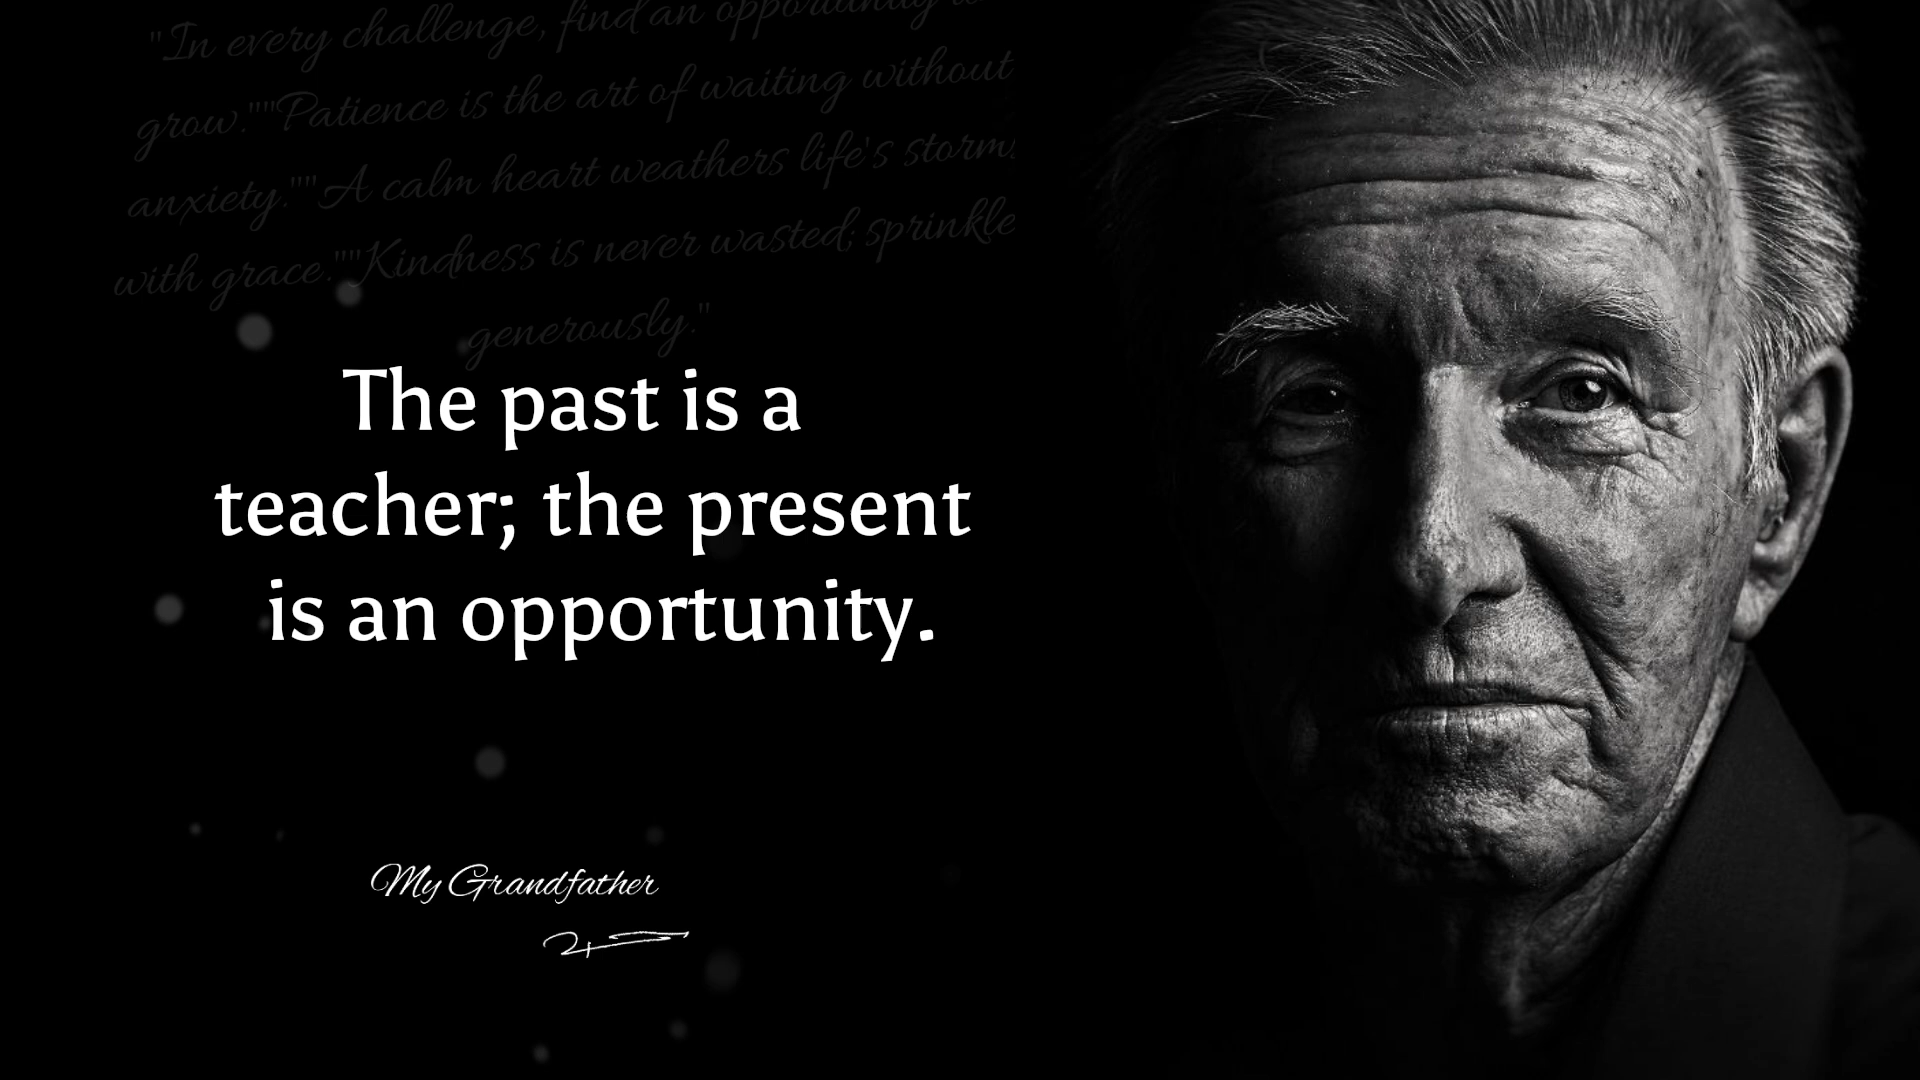 "In every challenge, find an opportunity to
grow.""Patience is the art of waiting without
anxiety.""A calm heart weathers life's storms
with grace.""Kindness is never wasted; sprinkle
generously."
The past is a
teacher; the present
is an opportunity.
My Grandfather